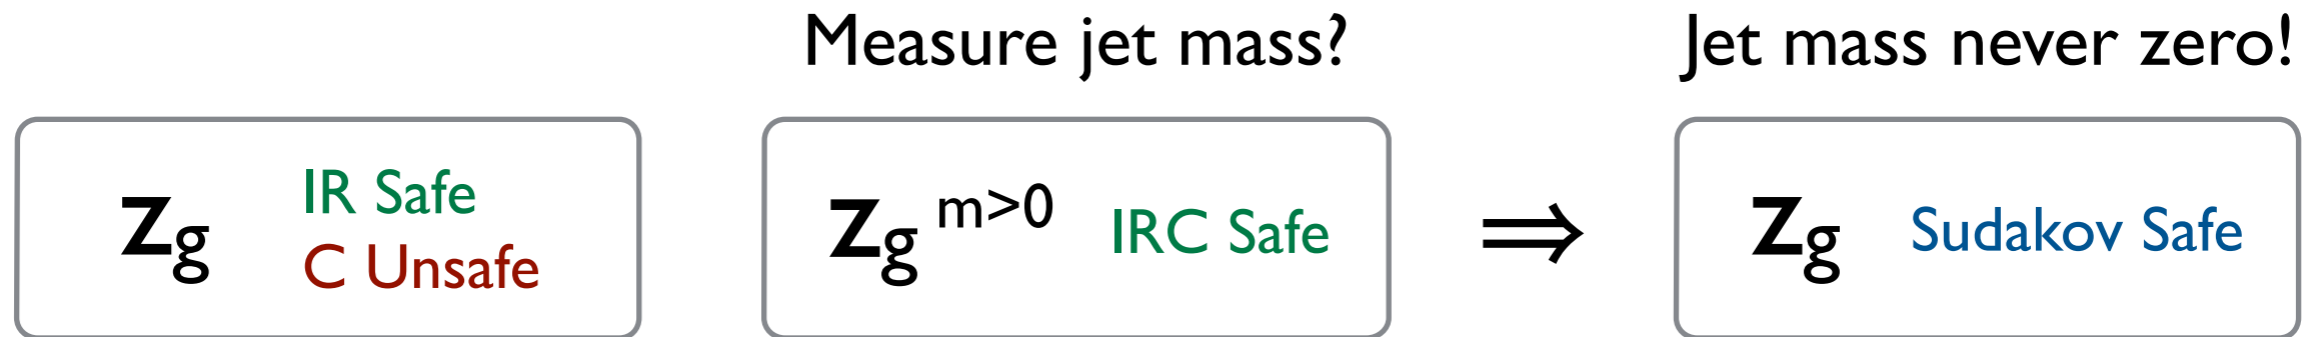 Measure jet mass?
Jet mass never zero!
zg
IR Safe
C Unsafe
zg m>0
IRC Safe
⇒
zg
Sudakov Safe